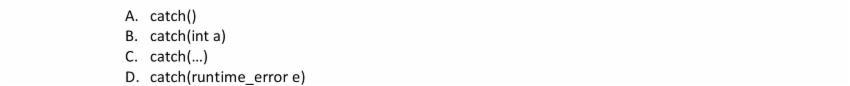 A. catch()
B. catch(int a)
C. catch(...)
D. catch(runtime_error e)